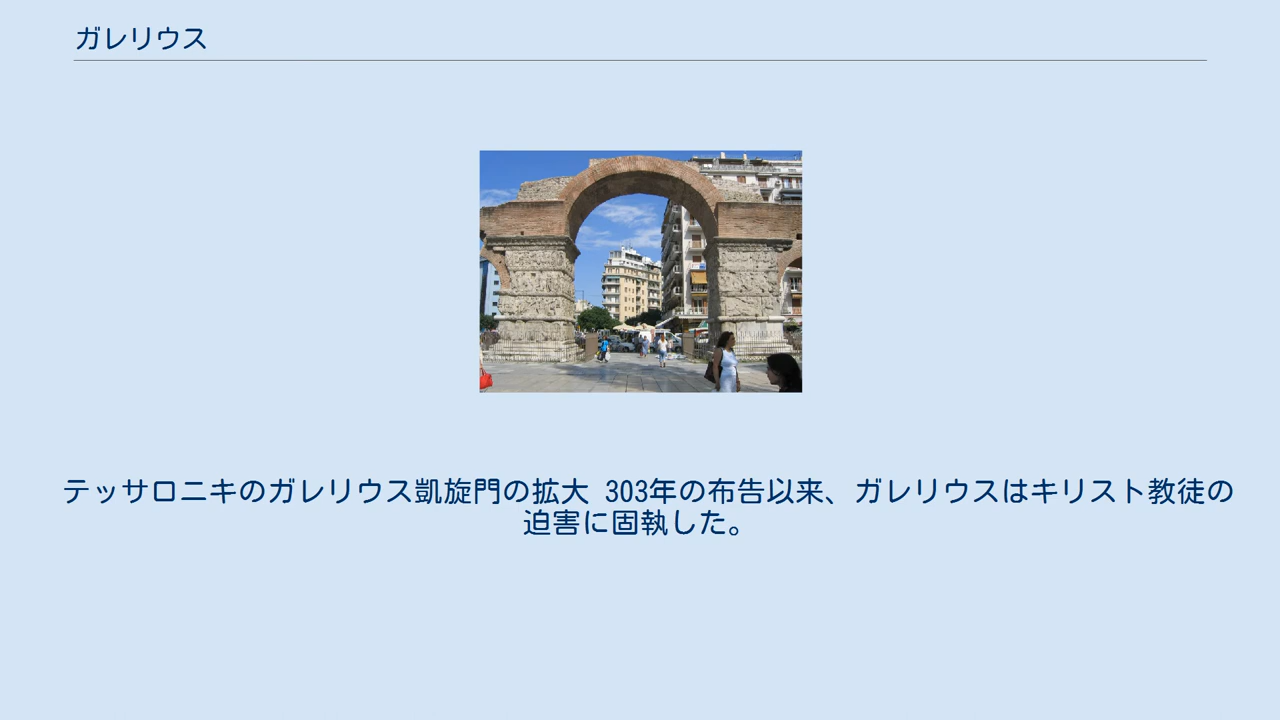 ガレリウス
テッサロニキのガレリウス凱旋門の拡大 303年の布告以来、ガレリウスはキリスト教徒の
迫害に固執した。